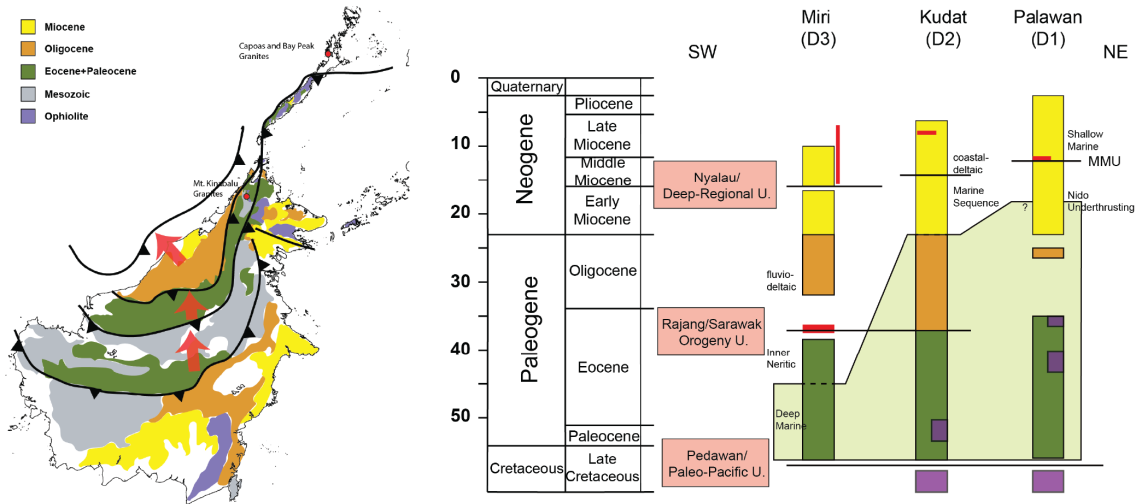 Miocene
Oligocene
Eocene+Paleocene
Mesozoic
Ophiolite
Capoas and Bay Peak
Granites
Mt. Kinabalu
Granites
Miri
(D3)
Kudat
(D2)
Palawan
(D1)
SW
NE
0
10
20
30
40
50
Quaternary
Neogene
Paleogene
Cretaceous
Pliocene
Late
Miocene
Middle
Miocene
Early
Miocene
Oligocene
Eocene
Paleocene
Late
Cretaceous
Nyalau/
Deep-Regional U.
Rajang/Sarawak
Orogeny U.
Pedawan/
Paleo-Pacific U.
fluvio-
deltaic
Inner
Neritic
Deep
Marine
coastal-
deltaic
Marine
Sequence
Shallow
Marine
MMU
Nido
Underthrusting
?